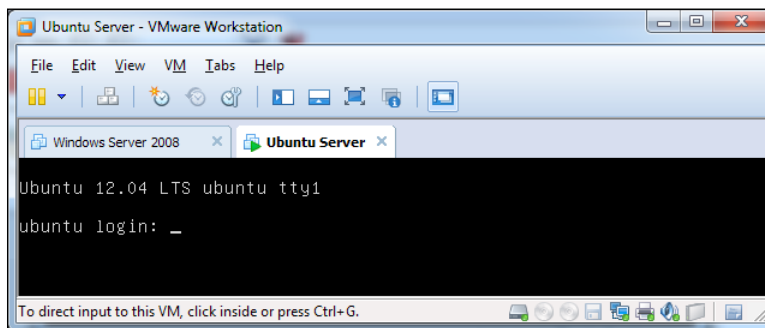 Ubuntu Server - VMware Workstation
File Edit View VM Tabs Help
Windows Server 2008 Ubuntu Server
Ubuntu 12.04 LTS ubuntu tty1
ubuntu login: _
To direct input to this VM, click inside or press Ctrl+G.